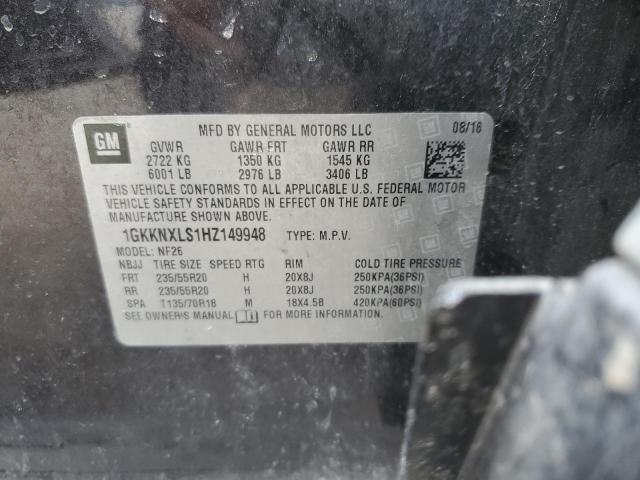 GM
MFD BY GENERAL MOTORS LLC 08/16
GVWR GAWR FRT GAWR RR
2722 KG 1350 KG 1545 KG
6001 LB 2976 LB 3406 LB
THIS VEHICLE CONFORMS TO ALL APPLICABLE U.S. FEDERAL MOTOR
VEHICLE SAFETY STANDARDS IN EFFECT ON THE DATE OF
MANUFACTURE SHOWN ABOVE.
1GKKNXLS1HZ149948 TYPE: M.P.V.
MODEL: NF26
NBJJ TIRE SIZE SPEED RTG RIM COLD TIRE PRESSURE
FRT 235/55R20 H 20X8J 250KPA(36PSI)
RR 235/55R20 H 20X8J 250KPA(36PSI)
SPA T135/70R18 M 18X4.5B 420KPA(60PSI)
SEE OWNER'S MANUAL FOR MORE INFORMATION.